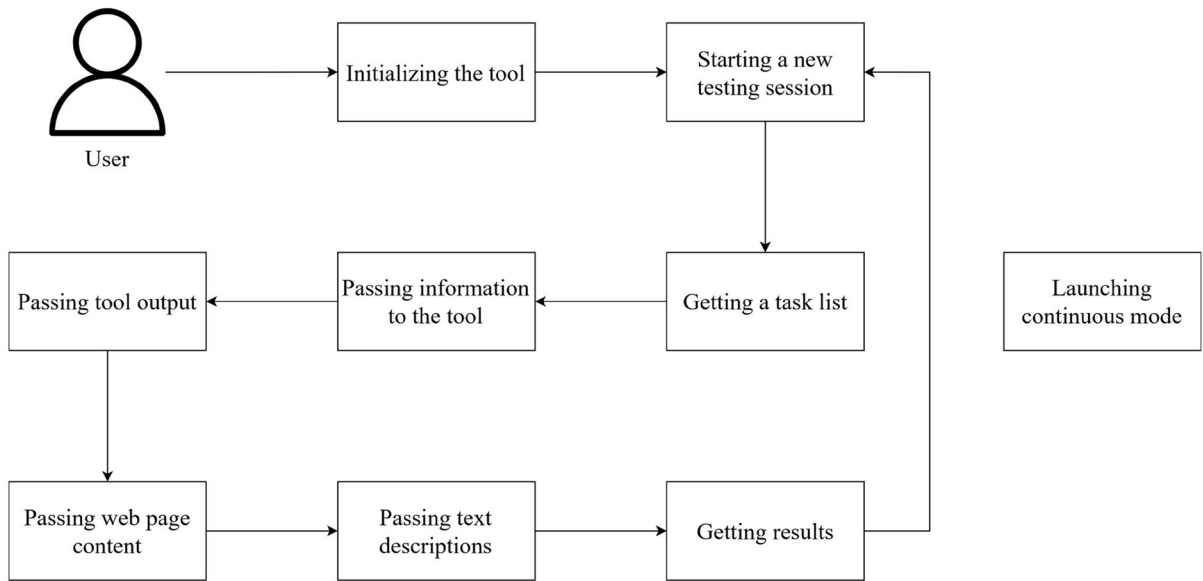 User
Initializing the tool
Starting a new
testing session
Passing tool output
Passing information
to the tool
Getting a task list
Launching
continuous mode
Passing web page
content
Passing text
descriptions
Getting results